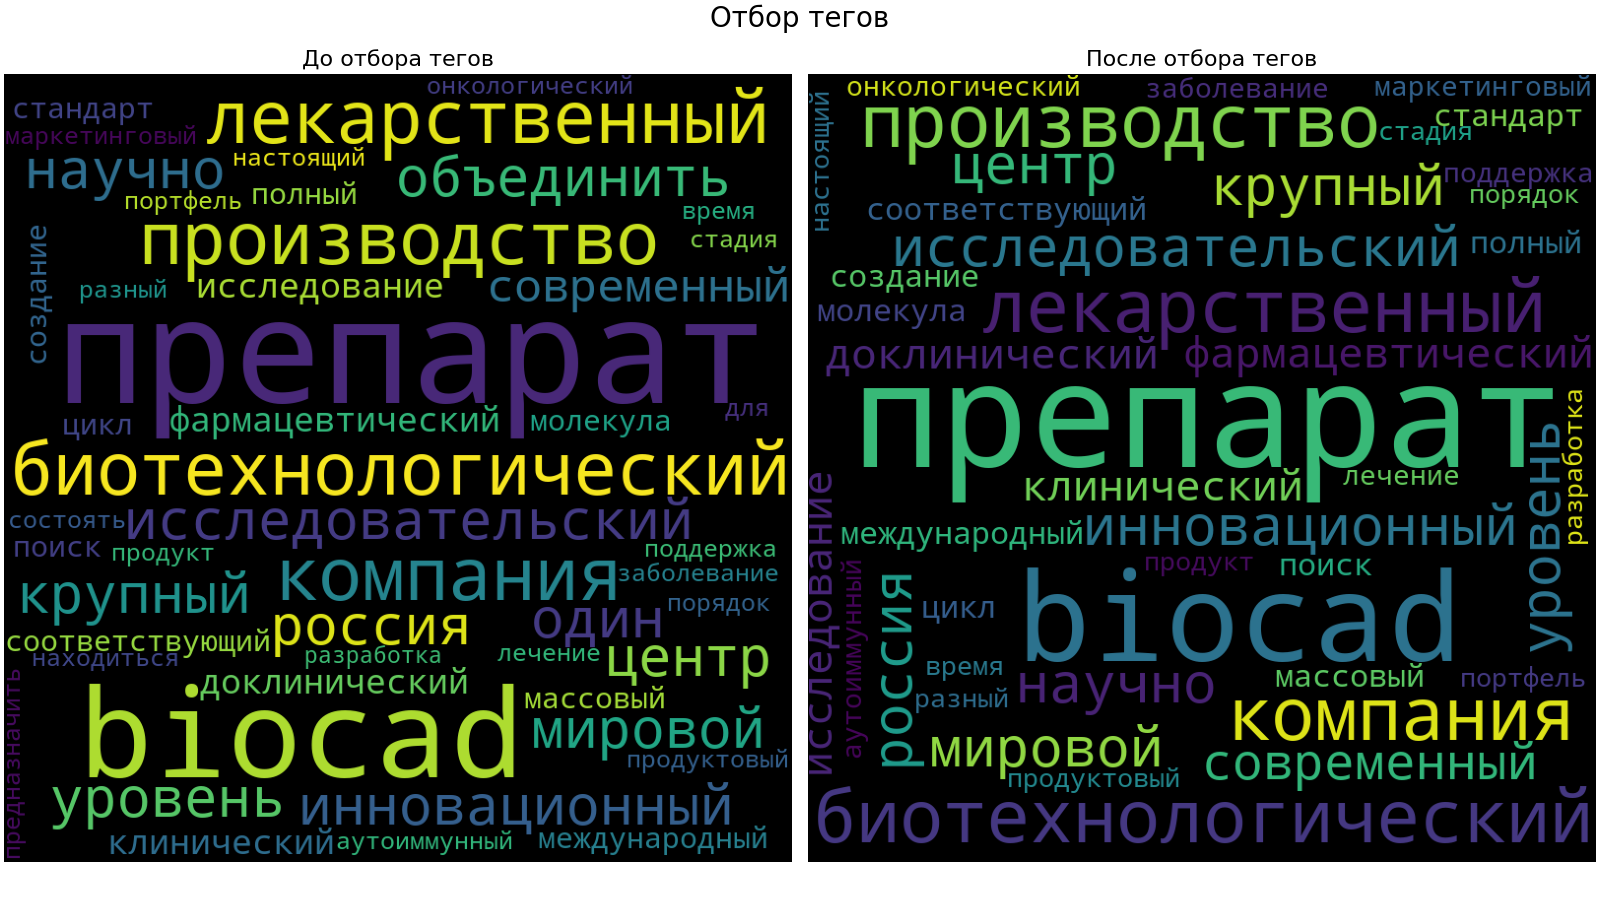 Отбор тегов
До отбора тегов
онкологический
стандарт
лекарственный
маркетинговый
научно
настоящий
объединить
портфель
полный
время
создание
производство
стадия
разный
исследование
современный
препарат
цикл
фармацевтический
молекула
для
биотехнологический
состоять
исследовательский
поиск
продукт
поддержка
крупный
компания
заболевание
россия
один
порядок
соответствующий
находиться
разработка
лечение
центр
предназначить
доклинический
массовый
biocad
мировой
продуктовый
уровень
инновационный
клинический
аутоиммунный
международный
После отбора тегов
онкологический
заболевание
маркетинговый
настоящий
производство
стандарт
стадия
центр
крупный
поддержка
порядок
соответствующий
исследовательский
полный
создание
молекула
лекарственный
доклинический
фармацевтический
препарат
разработка
уровень
клинический
лечение
исследование
международный
инновационный
продукт
поиск
аутоиммунный
россия
цикл
biocad
время
разный
научно
массовый
портфель
мировой
компания
продуктовый
современный
биотехнологический